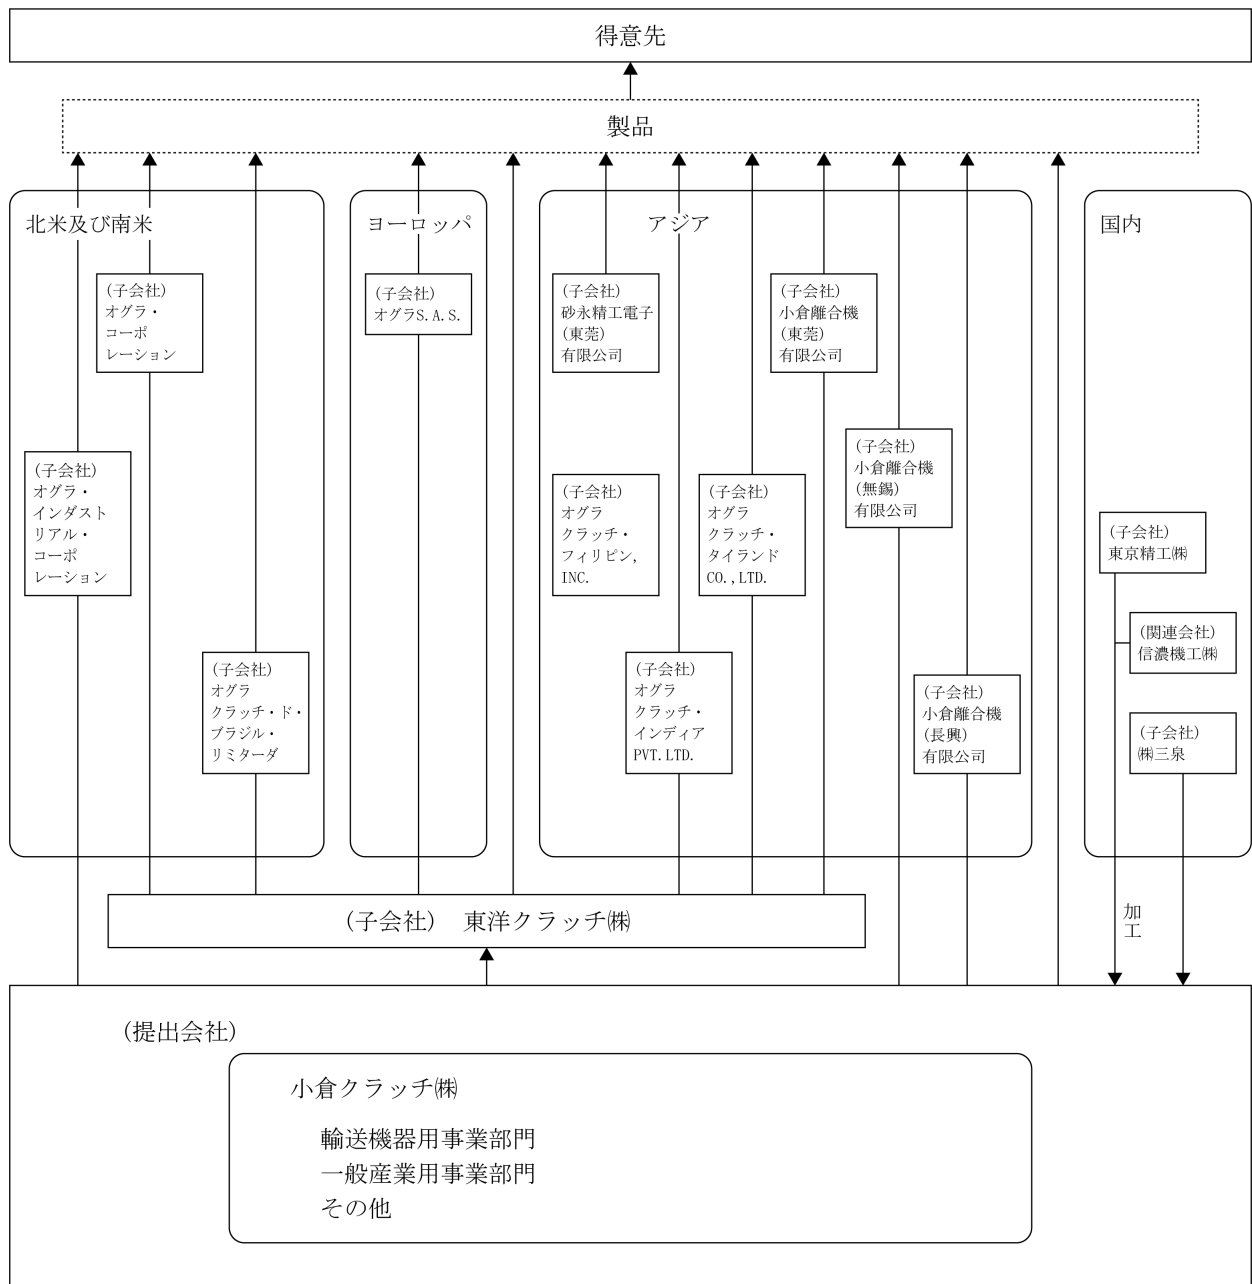 得意先
製品
北米及び南米
(子会社)
オグラ・
コーポ
レーション
(子会社)
オグラ・
インダスト
リアル・
コーポ
レーション
(子会社)
オグラ
クラッチ・ド・
ブラジル・
リミターダ
ヨーロッパ
(子会社)
オグラS.A.S.
アジア
(子会社)
砂永精工電子
(東莞)
有限公司
(子会社)
小倉離合機
(東莞)
有限公司
(子会社)
小倉離合機
(無錫)
有限公司
(子会社)
オグラ
クラッチ・
フィリピン,
INC.
(子会社)
オグラ
クラッチ・
タイランド
CO.,LTD.
(子会社)
オグラ
クラッチ・
インディア
PVT.LTD.
(子会社)
小倉離合機
(長興)
有限公司
国内
(子会社)
東京精工㈱
(関連会社)
信濃機工㈱
(子会社)
㈱三泉
加
工
(子会社) 東洋クラッチ㈱
(提出会社)
小倉クラッチ㈱
輸送機器用事業部門
一般産業用事業部門
その他